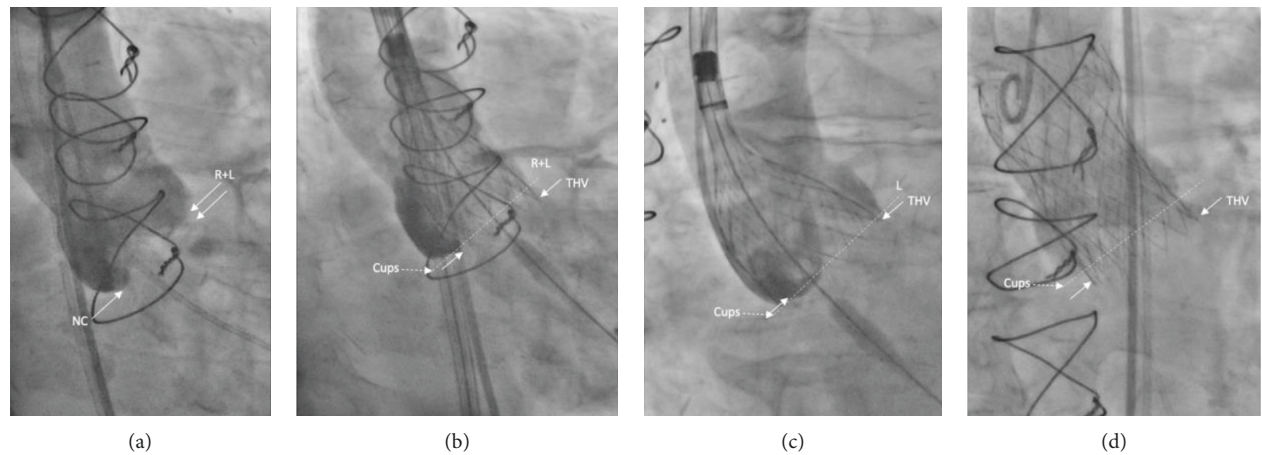 R+L
NC
R+L
THV
Cups
L
THV
Cups
THV
Cups
(a)
(b)
(c)
(d)